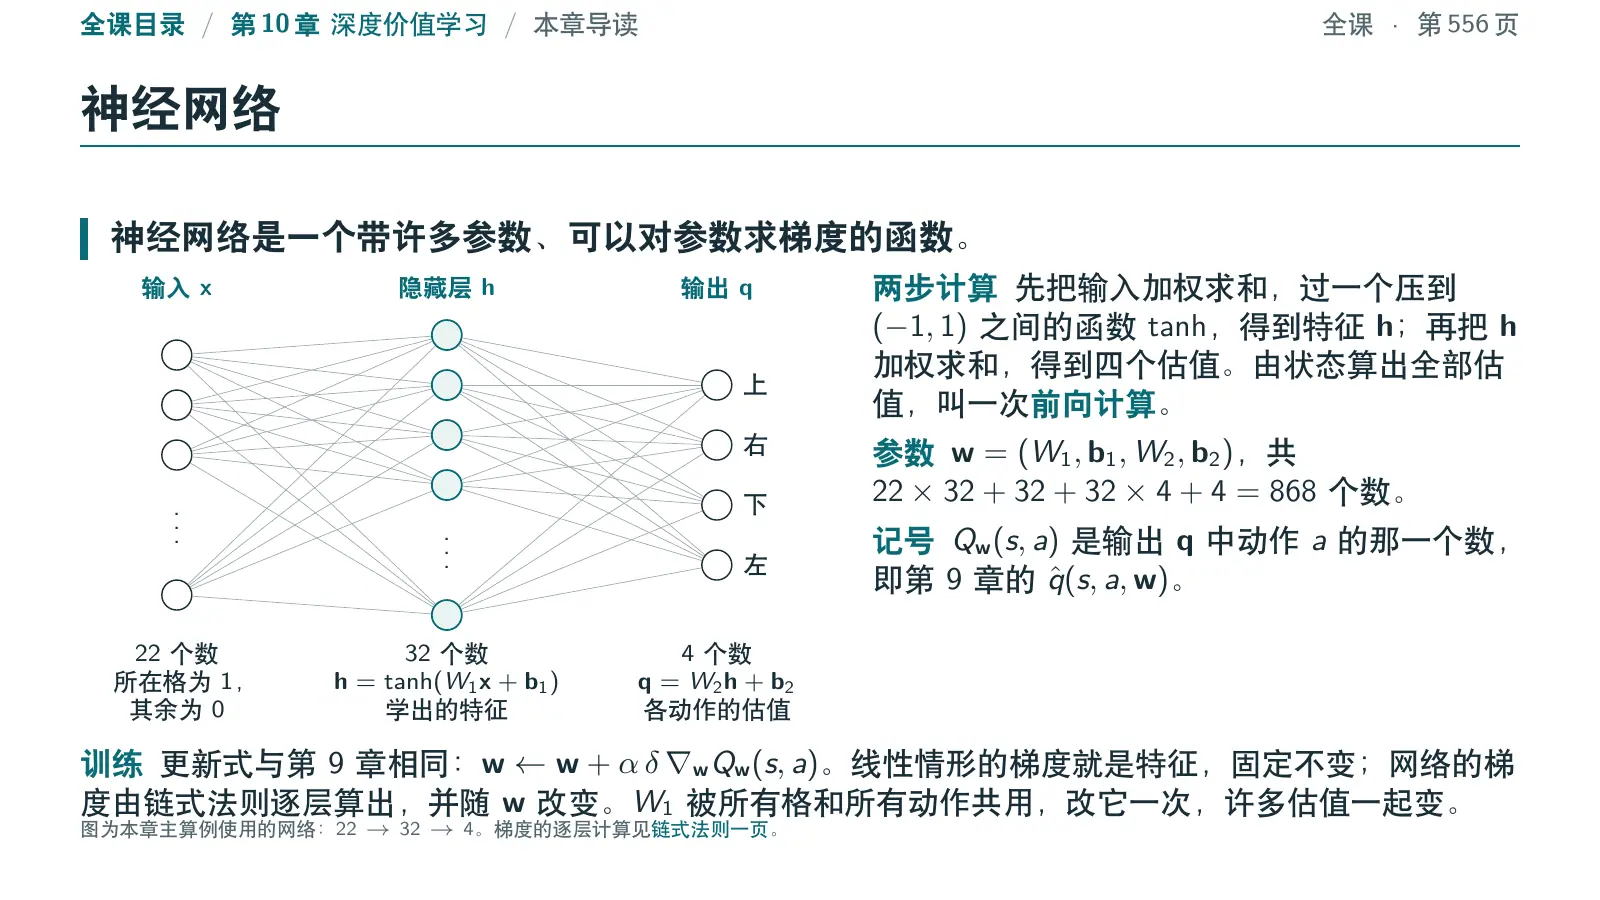 全课目录 / 第 10 章 深度价值学习 / 本章导读
全课 · 第 556 页
神经网络
神经网络是一个带许多参数、可以对参数求梯度的函数。
输入 x
隐藏层 h
输出 q
上
右
下
左
22 个数
所在格为 1，
其余为 0
32 个数
h = tanh(W₁x + b₁)
学出的特征
4 个数
q = W₂h + b₂
各动作的估值
两步计算 先把输入加权求和，过一个压到
(−1, 1) 之间的函数 tanh，得到特征 h；再把 h
加权求和，得到四个估值。由状态算出全部估
值，叫一次前向计算。
参数 w = (W₁, b₁, W₂, b₂)，共
22 × 32 + 32 + 32 × 4 + 4 = 868 个数。
记号 Q_w(s, a) 是输出 q 中动作 a 的那一个数，
即第 9 章的 q̂(s, a, w)。
训练 更新式与第 9 章相同：w ← w + α δ ∇_w Q_w(s, a)。线性情形的梯度就是特征，固定不变；网络的梯
度由链式法则逐层算出，并随 w 改变。W₁ 被所有格和所有动作共用，改它一次，许多估值一起变。
图为本章主算例使用的网络：22 → 32 → 4。梯度的逐层计算见链式法则一页。